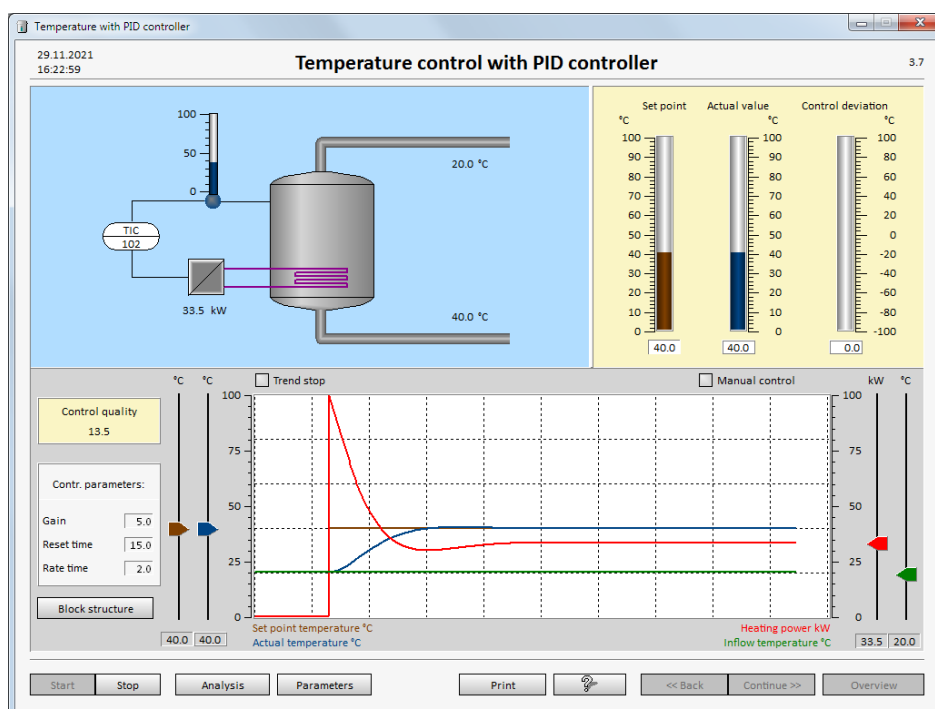 Temperature with PID controller
29.11.2021
16:22:59
Temperature control with PID controller
3.7
100
50
0
20.0 °C
TIC
102
33.5 kW
40.0 °C
Set point Actual value Control deviation
°C °C °C
100 100 100
90 90 80
80 80 60
70 70 40
60 60 20
50 50 0
40 40 -20
30 30 -40
20 20 -60
10 10 -80
0 0 -100
40.0 40.0 0.0
°C °C Trend stop Manual control kW °C
Control quality
13.5
Contr. parameters:
Gain 5.0
Reset time 15.0
Rate time 2.0
Block structure
100 100
75 75
50 50
25 25
0 0
40.0 40.0
Set point temperature °C Heating power kW
Actual temperature °C Inflow temperature °C
33.5 20.0
Start Stop Analysis Parameters Print ? << Back Continue >> Overview